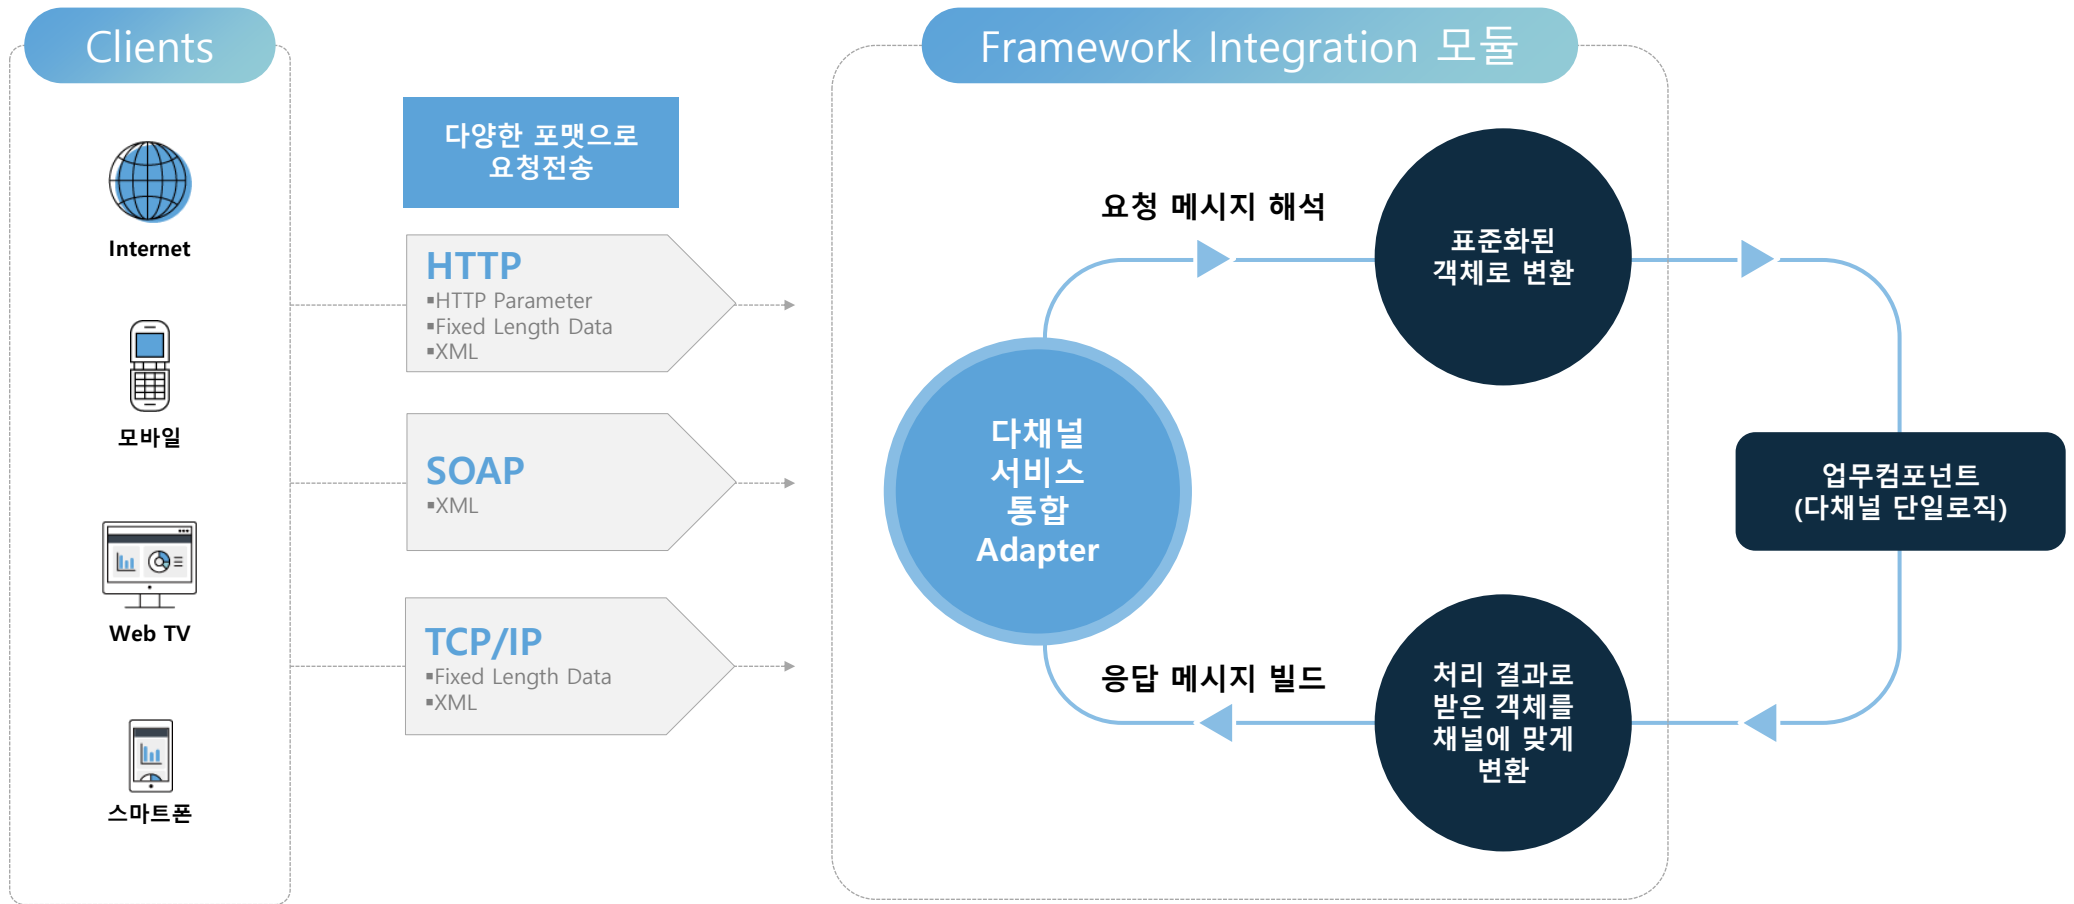 Clients
Internet
모바일
Web TV
스마트폰
다양한 포맷으로
요청전송
HTTP
▪HTTP Parameter
▪Fixed Length Data
▪XML
SOAP
▪XML
TCP/IP
▪Fixed Length Data
▪XML
Framework Integration 모듈
다채널
서비스
통합
Adapter
요청 메시지 해석
표준화된
객체로 변환
업무컴포넌트
(다채널 단일로직)
처리 결과로
받은 객체를
채널에 맞게
변환
응답 메시지 빌드